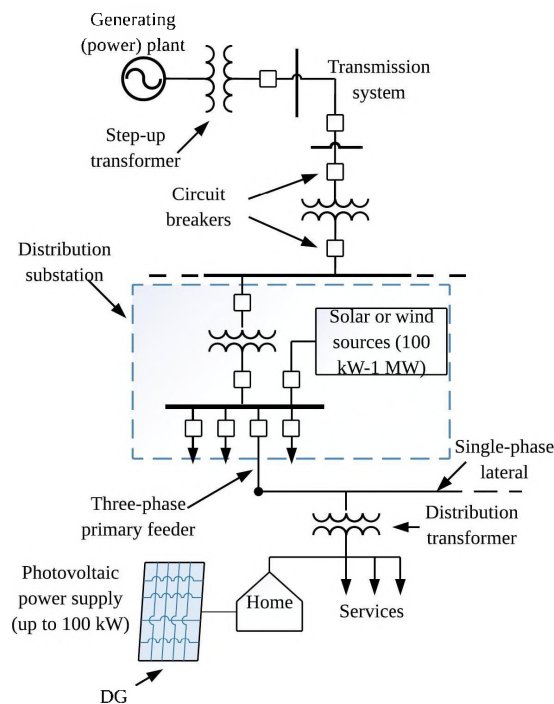 Generating
(power) plant
Transmission
system
Step-up
transformer
Circuit
breakers
Distribution
substation
Solar or wind
sources (100
kW-1 MW)
Single-phase
lateral
Three-phase
primary feeder
Distribution
transformer
Photovoltaic
power supply
(up to 100 kW)
Home
Services
DG